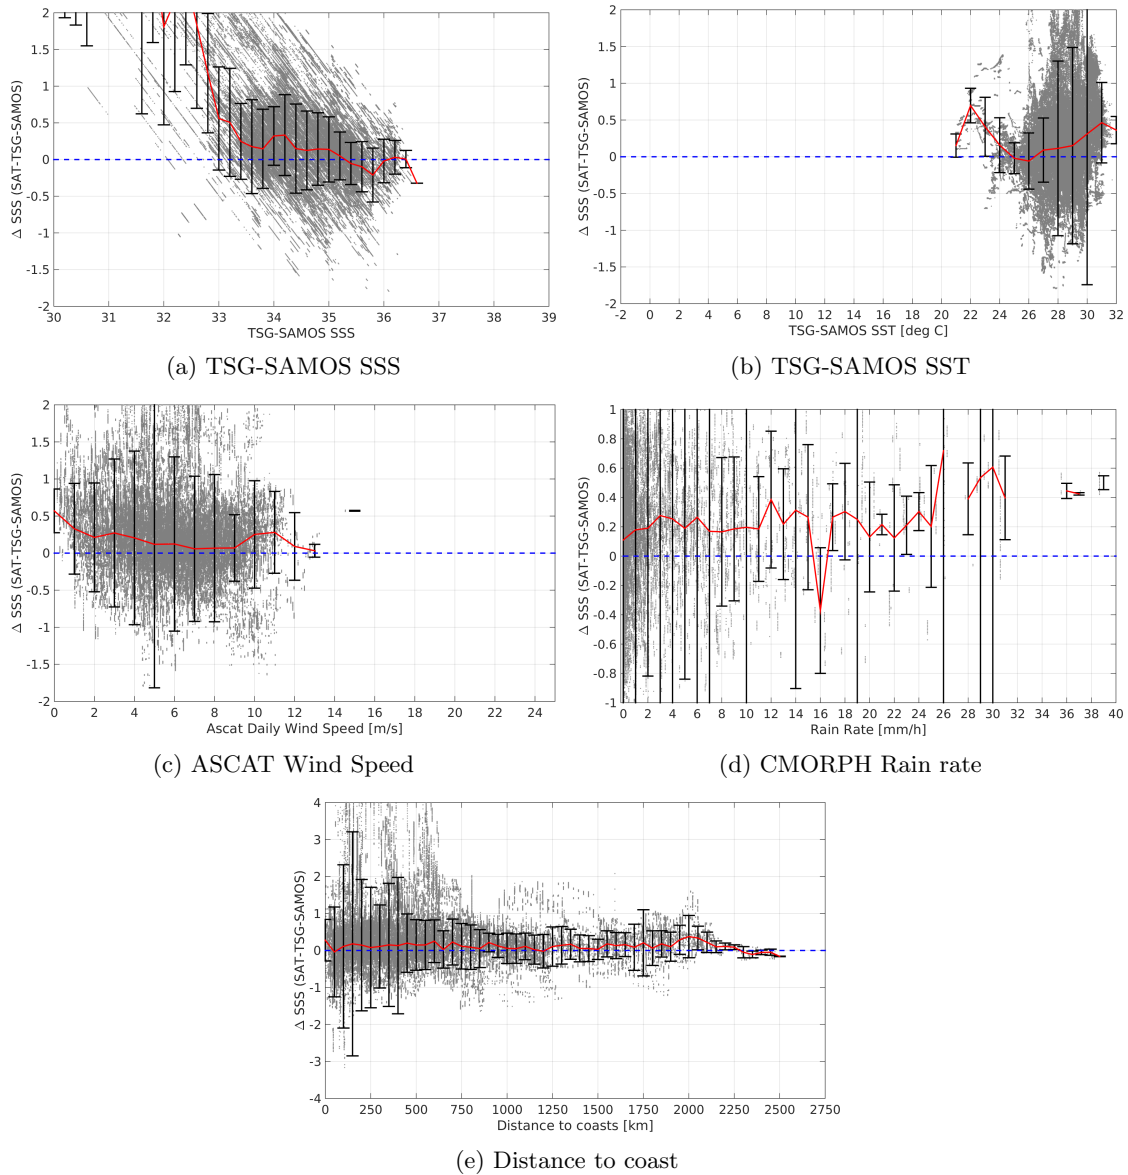 2
1.5
1
0.5
0
-0.5
-1
-1.5
-2
Δ SSS (SAT-TSG-SAMOS)
30 31 32 33 34 35 36 37 38 39
TSG-SAMOS SSS
(a) TSG-SAMOS SSS
2
1.5
1
0.5
0
-0.5
-1
-1.5
-2
Δ SSS (SAT-TSG-SAMOS)
-2 0 2 4 6 8 10 12 14 16 18 20 22 24 26 28 30 32
TSG-SAMOS SST [deg C]
(b) TSG-SAMOS SST
2
1.5
1
0.5
0
-0.5
-1
-1.5
-2
Δ SSS (SAT-TSG-SAMOS)
0 2 4 6 8 10 12 14 16 18 20 22 24
Ascat Daily Wind Speed [m/s]
(c) ASCAT Wind Speed
1
0.8
0.6
0.4
0.2
0
-0.2
-0.4
-0.6
-0.8
-1
Δ SSS (SAT-TSG-SAMOS)
0 2 4 6 8 10 12 14 16 18 20 22 24 26 28 30 32 34 36 38 40
Rain Rate [mm/h]
(d) CMORPH Rain rate
4
3
2
1
0
-1
-2
-3
-4
Δ SSS (SAT-TSG-SAMOS)
0 250 500 750 1000 1250 1500 1750 2000 2250 2500 2750
Distance to coasts [km]
(e) Distance to coast